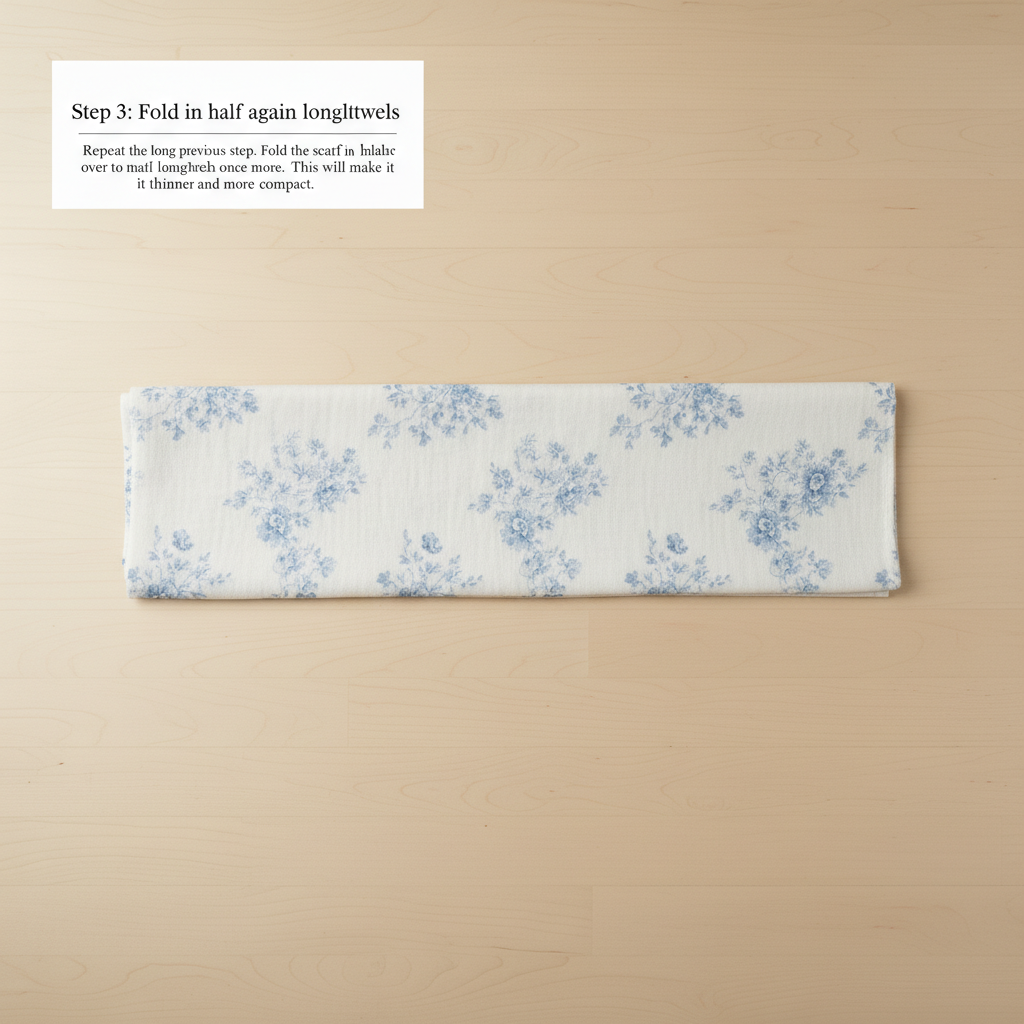 Step 3: Fold in half again longlttwels
Repeat the long previous step. Fold the scarf in
over to matl longhreh once more. This will make it
it thinner and more compact.